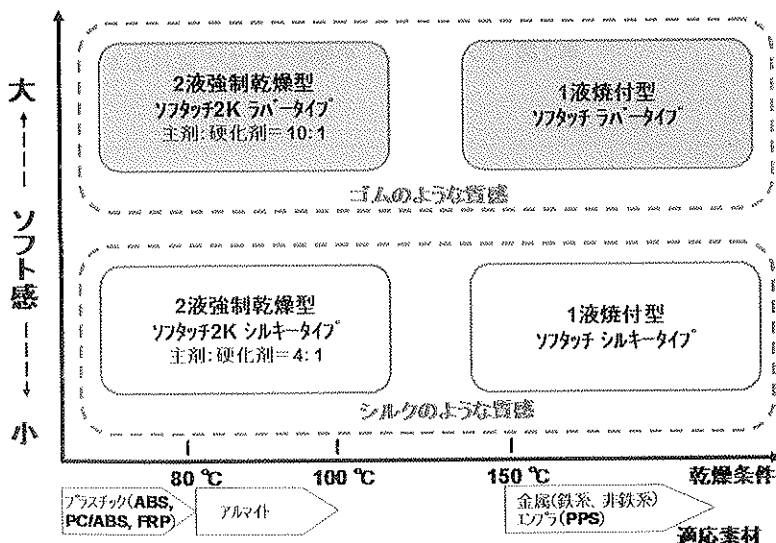 大
ソフト感
小
2液強制乾燥型
ソフタッチ2K ラバータイプ
主剤:硬化剤=10:1
1液焼付型
ソフタッチ ラバータイプ
ゴムのような質感
2液強制乾燥型
ソフタッチ2K シルキータイプ
主剤:硬化剤=4:1
1液焼付型
ソフタッチ シルキータイプ
シルクのような質感
80 ℃
100 ℃
150 ℃
乾燥条件
プラスチック(ABS,
PC/ABS, FRP)
アルマイト
金属(鉄系、非鉄系)
エンプラ(PPS)
適応素材